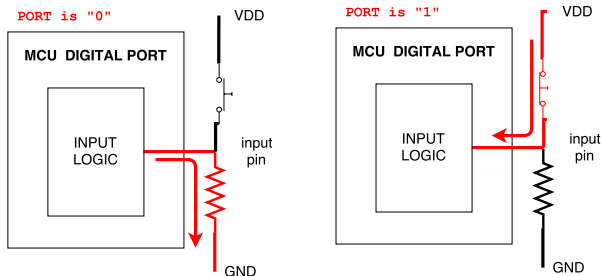 PORT is "0"
VDD
MCU DIGITAL PORT
INPUT
LOGIC
input
pin
GND
PORT is "1"
VDD
MCU DIGITAL PORT
INPUT
LOGIC
input
pin
GND